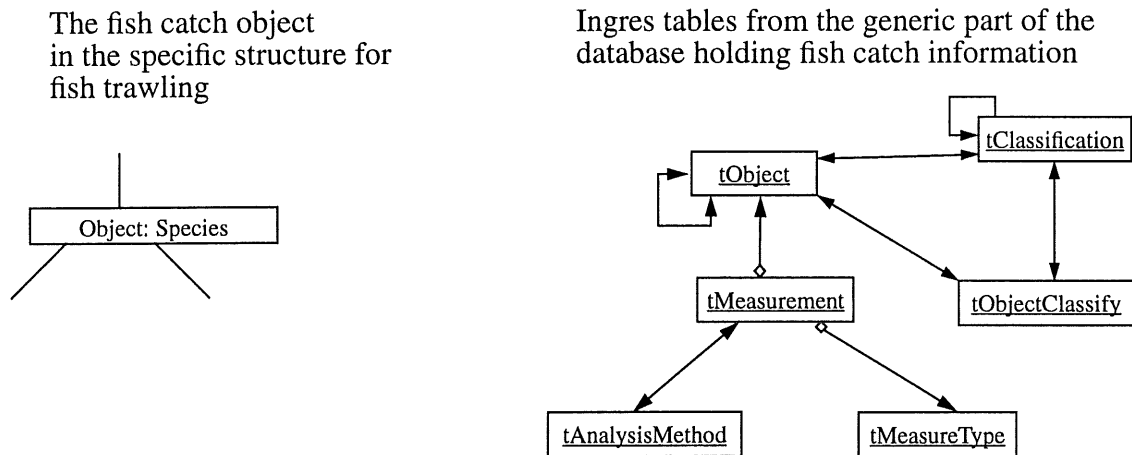 The fish catch object
in the specific structure for
fish trawling
Ingres tables from the generic part of the
database holding fish catch information
Object: Species
tClassification
tObject
tMeasurement
tObjectClassify
tAnalysisMethod
tMeasureType